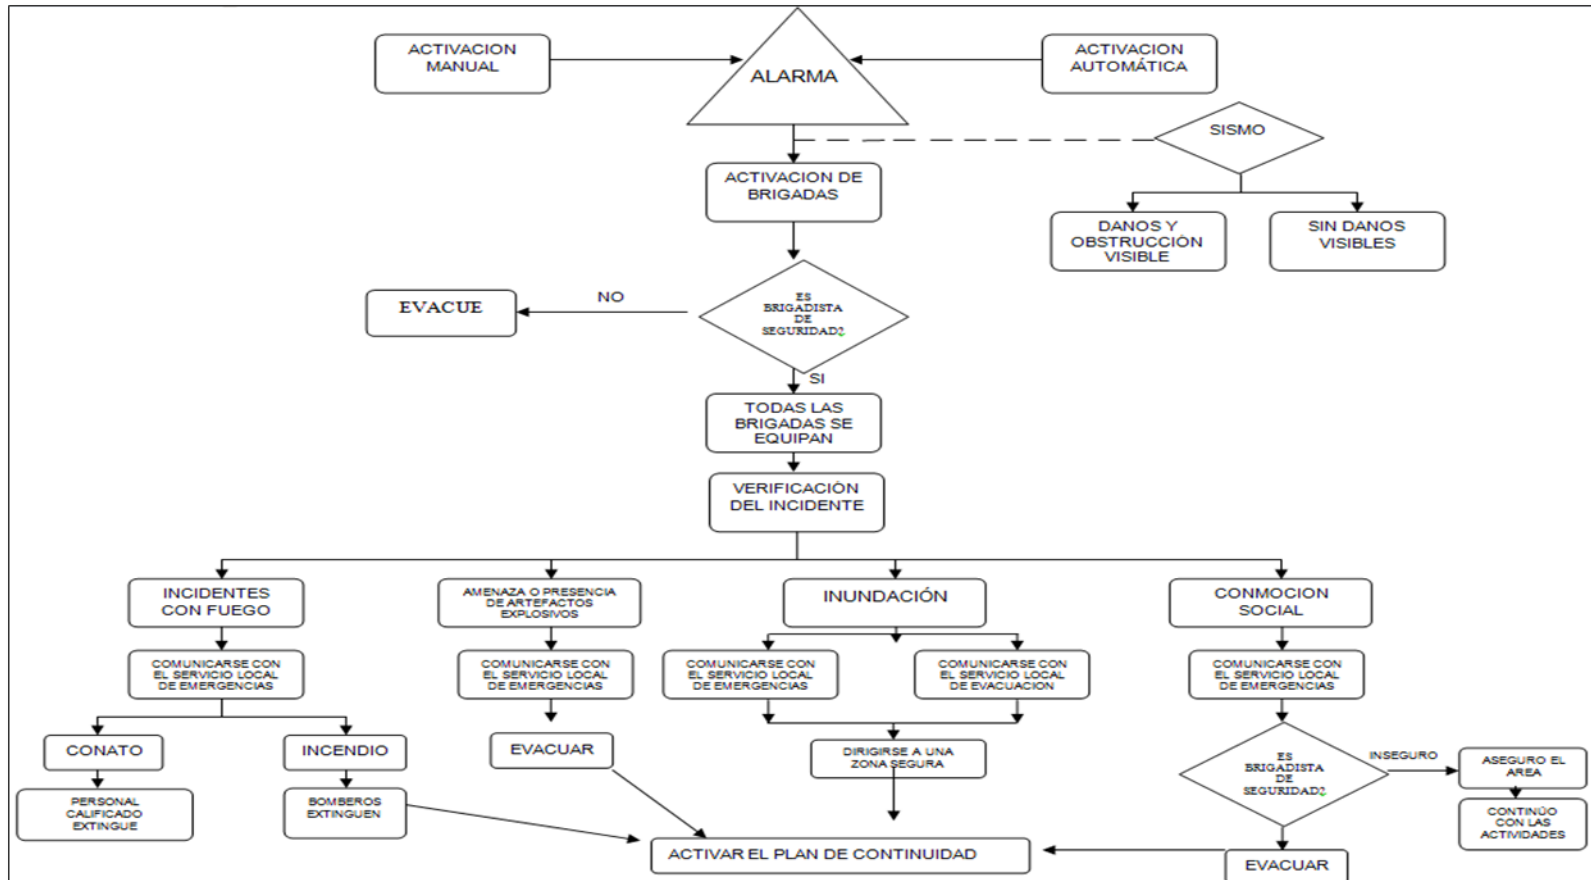 ACTIVACION
MANUAL
ALARMA
ACTIVACION
AUTOMÁTICA
SISMO
ACTIVACION DE
BRIGADAS
DANOS Y
OBSTRUCCIÓN
VISIBLE
SIN DANOS
VISIBLES
EVACUE
NO
ES
BRIGADISTA
DE
SEGURIDAD?
SI
TODAS LAS
BRIGADAS SE
EQUIPAN
VERIFICACIÓN
DEL INCIDENTE
INCIDENTES
CON FUEGO
AMENAZA O PRESENCIA
DE ARTEFACTOS
EXPLOSIVOS
INUNDACIÓN
CONMOCION
SOCIAL
COMUNICARSE CON
EL SERVICIO LOCAL
DE EMERGENCIAS
COMUNICARSE CON
EL SERVICIO LOCAL
DE EMERGENCIAS
COMUNICARSE CON
EL SERVICIO LOCAL
DE EMERGENCIAS
COMUNICARSE CON
EL SERVICIO LOCAL
DE EVACUACION
COMUNICARSE CON
EL SERVICIO LOCAL
DE EMERGENCIAS
CONATO
INCENDIO
EVACUAR
DIRIGIRSE A UNA
ZONA SEGURA
ES
BRIGADISTA
DE
SEGURIDAD?
INSEGURO
ASEGURO EL
AREA
PERSONAL
CALIFICADO
EXTINGUE
BOMBEROS
EXTINGUEN
CONTINÚO
CON LAS
ACTIVIDADES
ACTIVAR EL PLAN DE CONTINUIDAD
EVACUAR